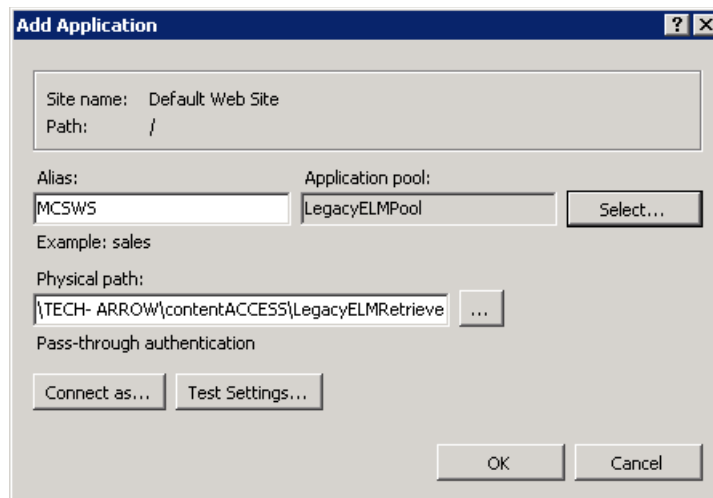 Add Application
Site name: Default Web Site
Path: /
Alias: Application pool:
MCSWS LegacyELMPool Select...
Example: sales
Physical path:
\TECH- ARROW\contentACCESS\LegacyELMRetrieve ...
Pass-through authentication
Connect as... Test Settings...
OK Cancel